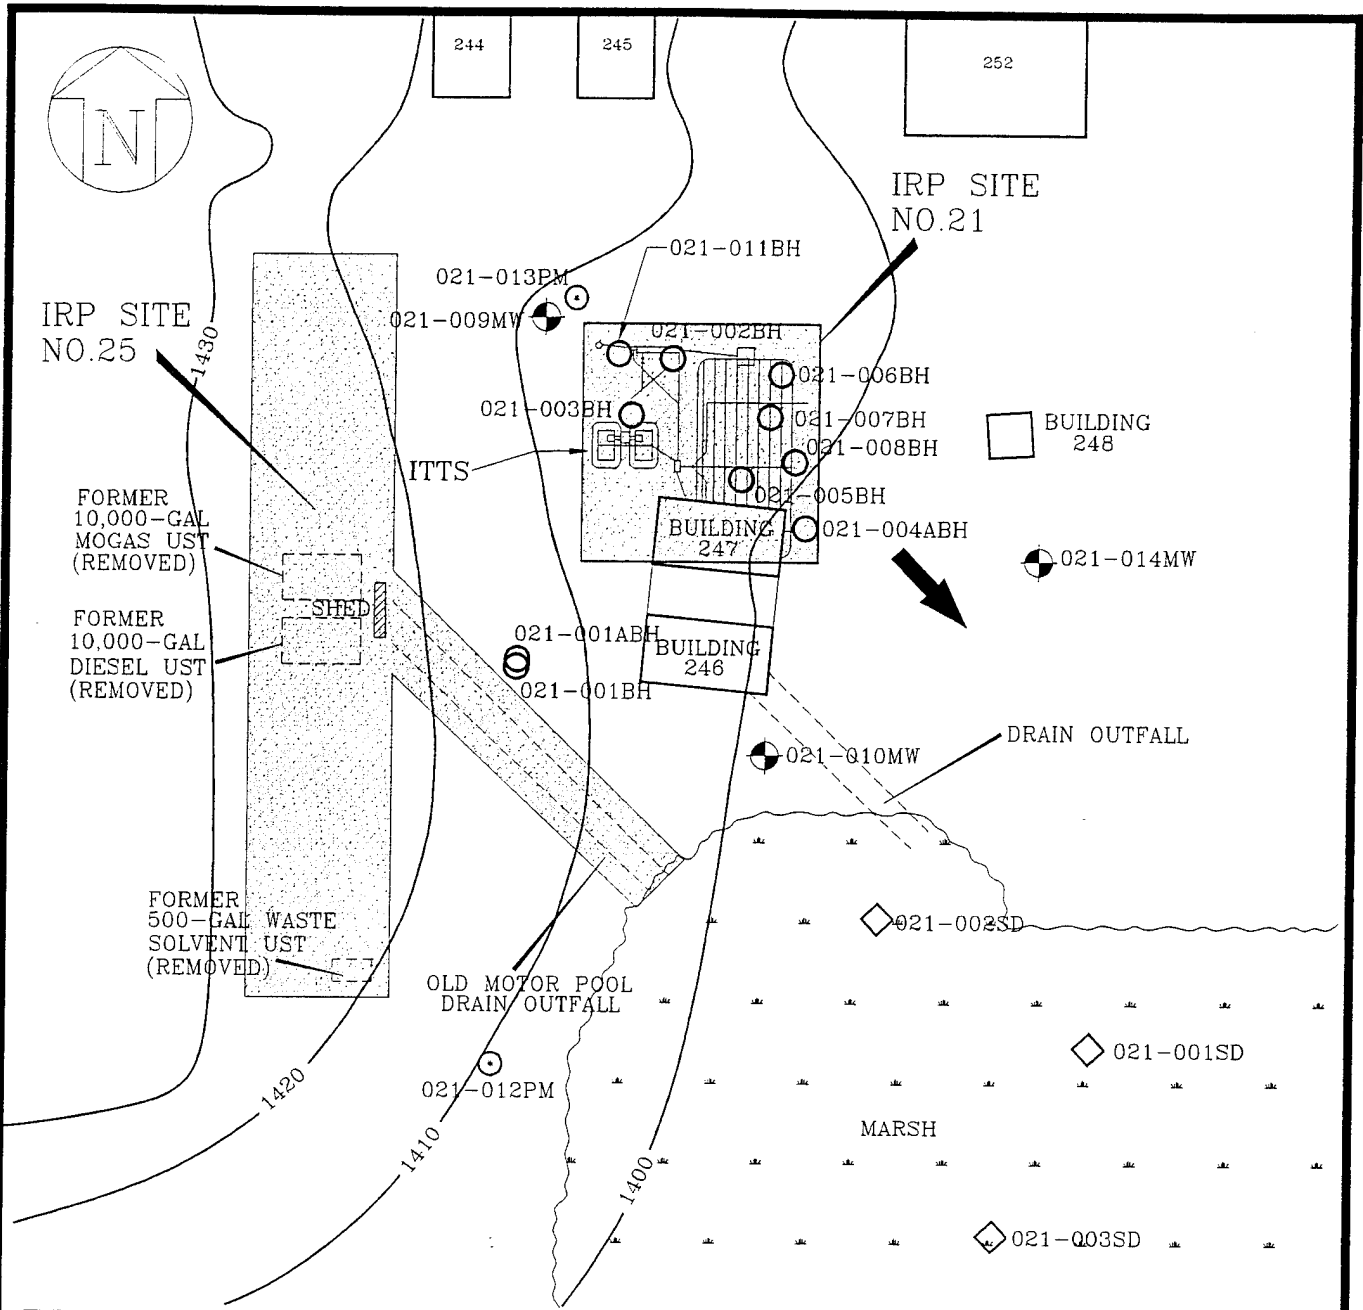 244
245
252
N
IRP SITE
NO.21
021-011BH
021-013PM
021-009MW
021-002BH
IRP SITE
NO.25
1430
021-006BH
021-003BH
021-007BH
BUILDING
248
021-008BH
ITTS
021-005BH
FORMER
10,000-GAL
MOGAS UST
(REMOVED)
BUILDING
247
021-004ABH
021-014MW
SHED
FORMER
10,000-GAL
DIESEL UST
(REMOVED)
021-001ABH
BUILDING
246
021-001BH
DRAIN OUTFALL
021-010MW
FORMER
500-GAL WASTE
SOLVENT UST
(REMOVED)
021-002SD
OLD MOTOR POOL
DRAIN OUTFALL
021-001SD
1420
021-012PM
1410
MARSH
1400
021-003SD